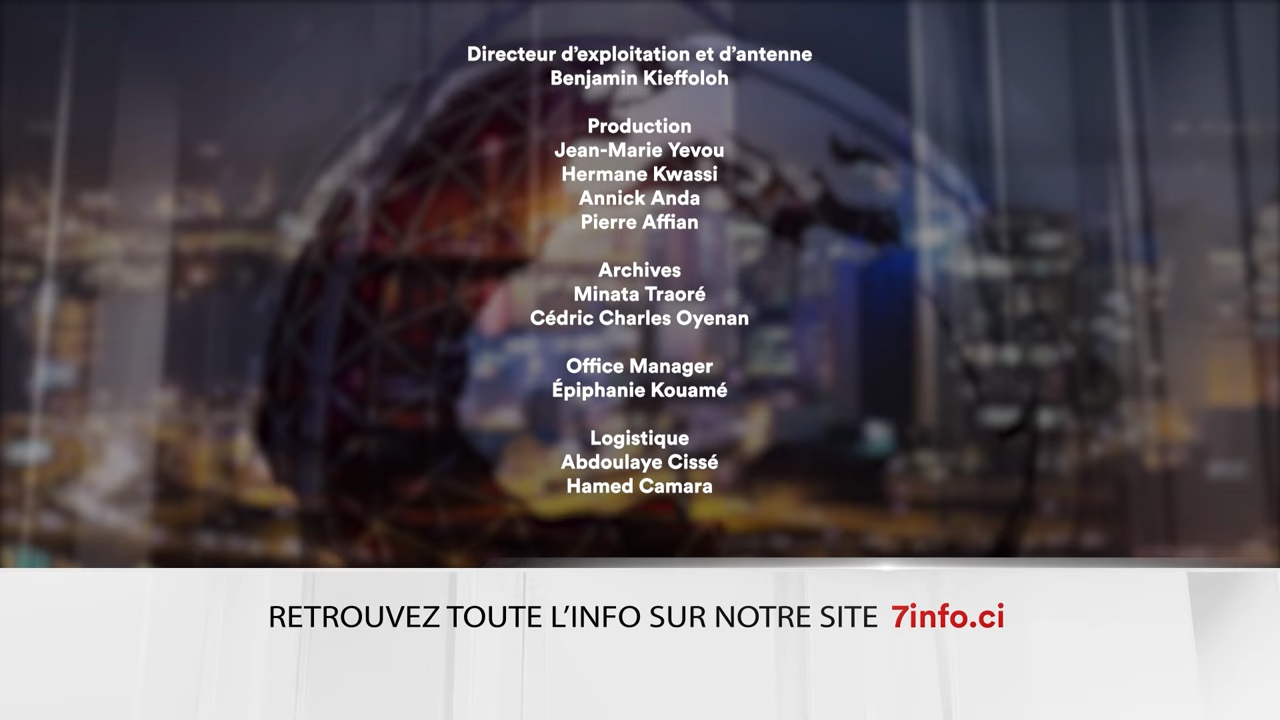 Directeur d’exploitation et d’antenne
Benjamin Kieffoloh
Production
Jean-Marie Yevou
Hermane Kwassi
Annick Anda
Pierre Affian
Archives
Minata Traoré
Cédric Charles Oyenan
Office Manager
Épiphanie Kouamé
Logistique
Abdoulaye Cissé
Hamed Camara
RETROUVEZ TOUTE L’INFO SUR NOTRE SITE 7info.ci